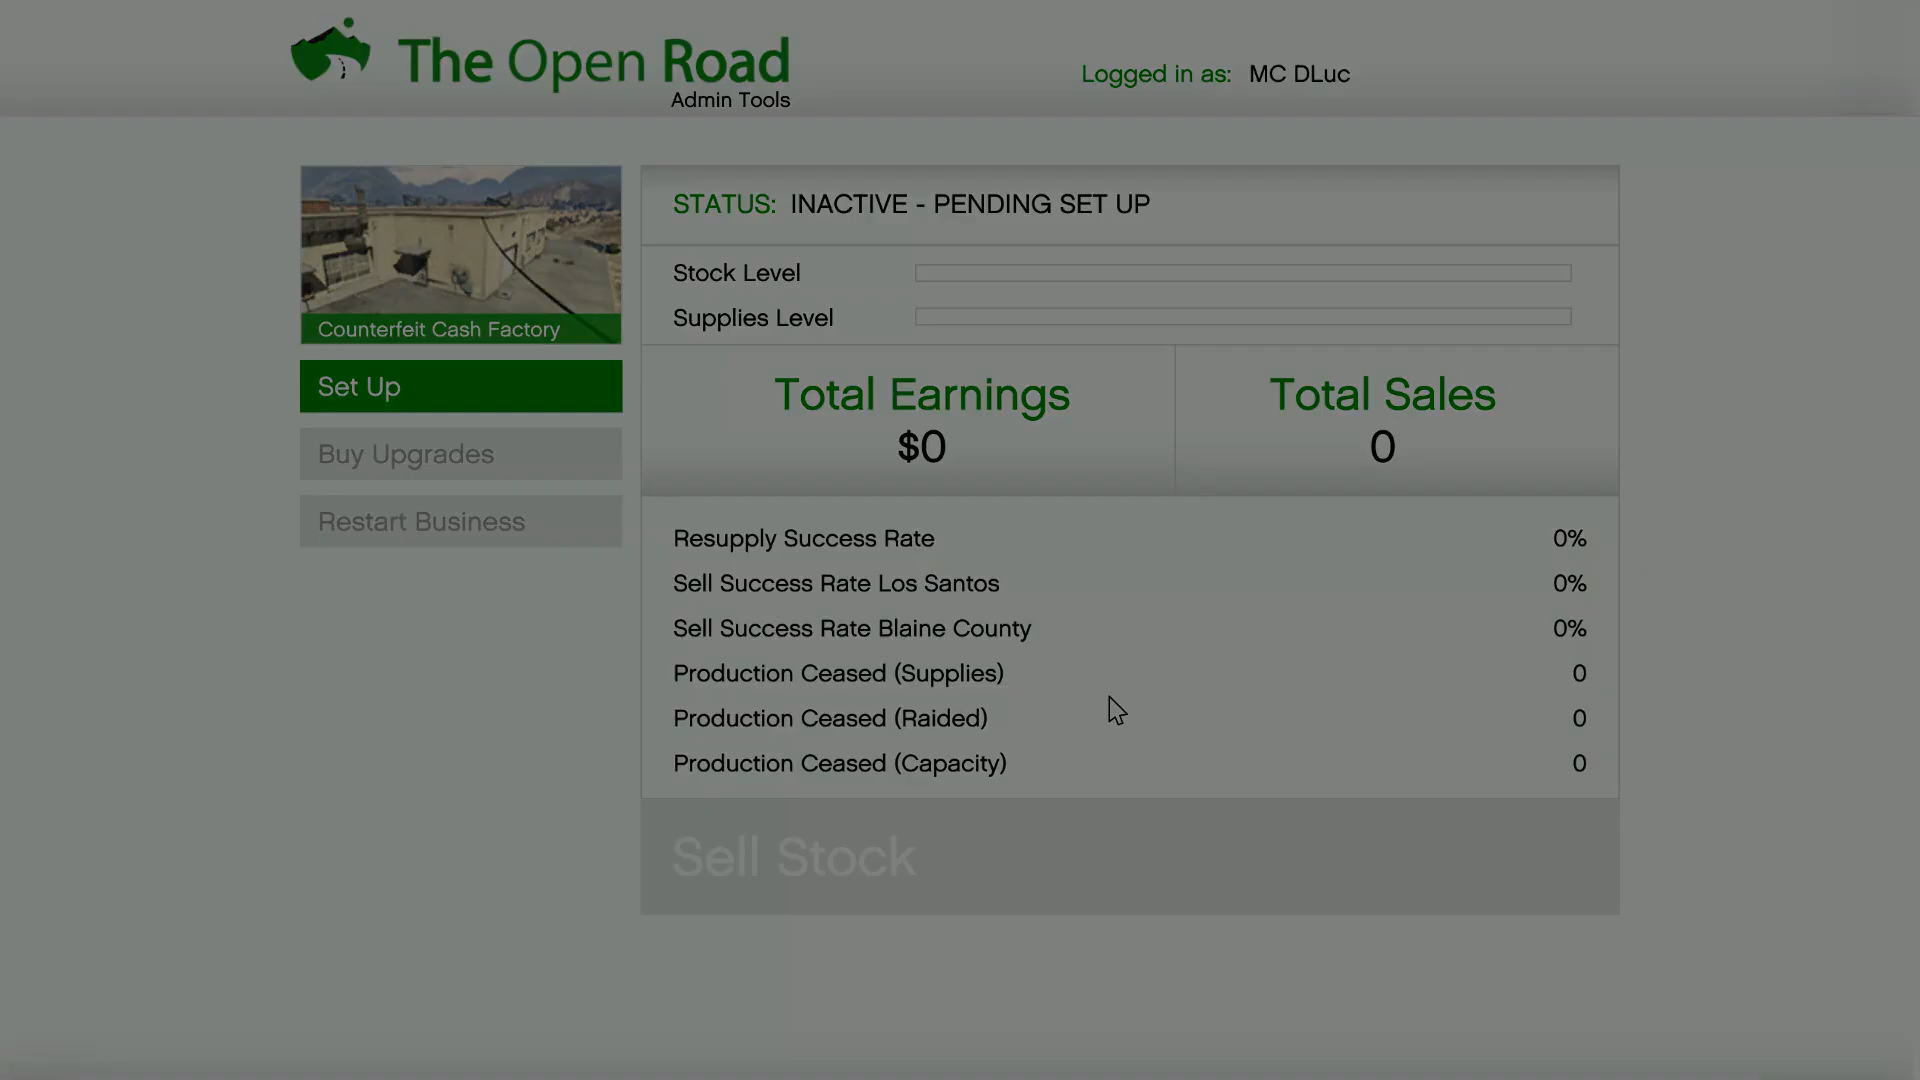 The Open Road
Admin Tools
Logged in as: MC DLuc
Counterfeit Cash Factory
Set Up
Buy Upgrades
Restart Business
STATUS: INACTIVE - PENDING SET UP
Stock Level
Supplies Level
Total Earnings
$0
Total Sales
0
Resupply Success Rate 0%
Sell Success Rate Los Santos 0%
Sell Success Rate Blaine County 0%
Production Ceased (Supplies) 0
Production Ceased (Raided) 0
Production Ceased (Capacity) 0
Sell Stock